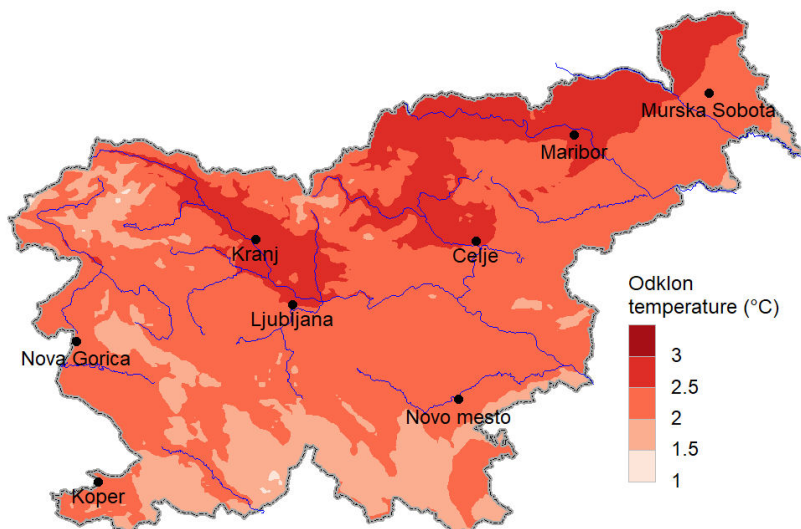 Murska Sobota
Maribor
Kranj
Celje
Ljubljana
Nova Gorica
Novo mesto
Koper
Odklon
temperature (°C)
3
2.5
2
1.5
1